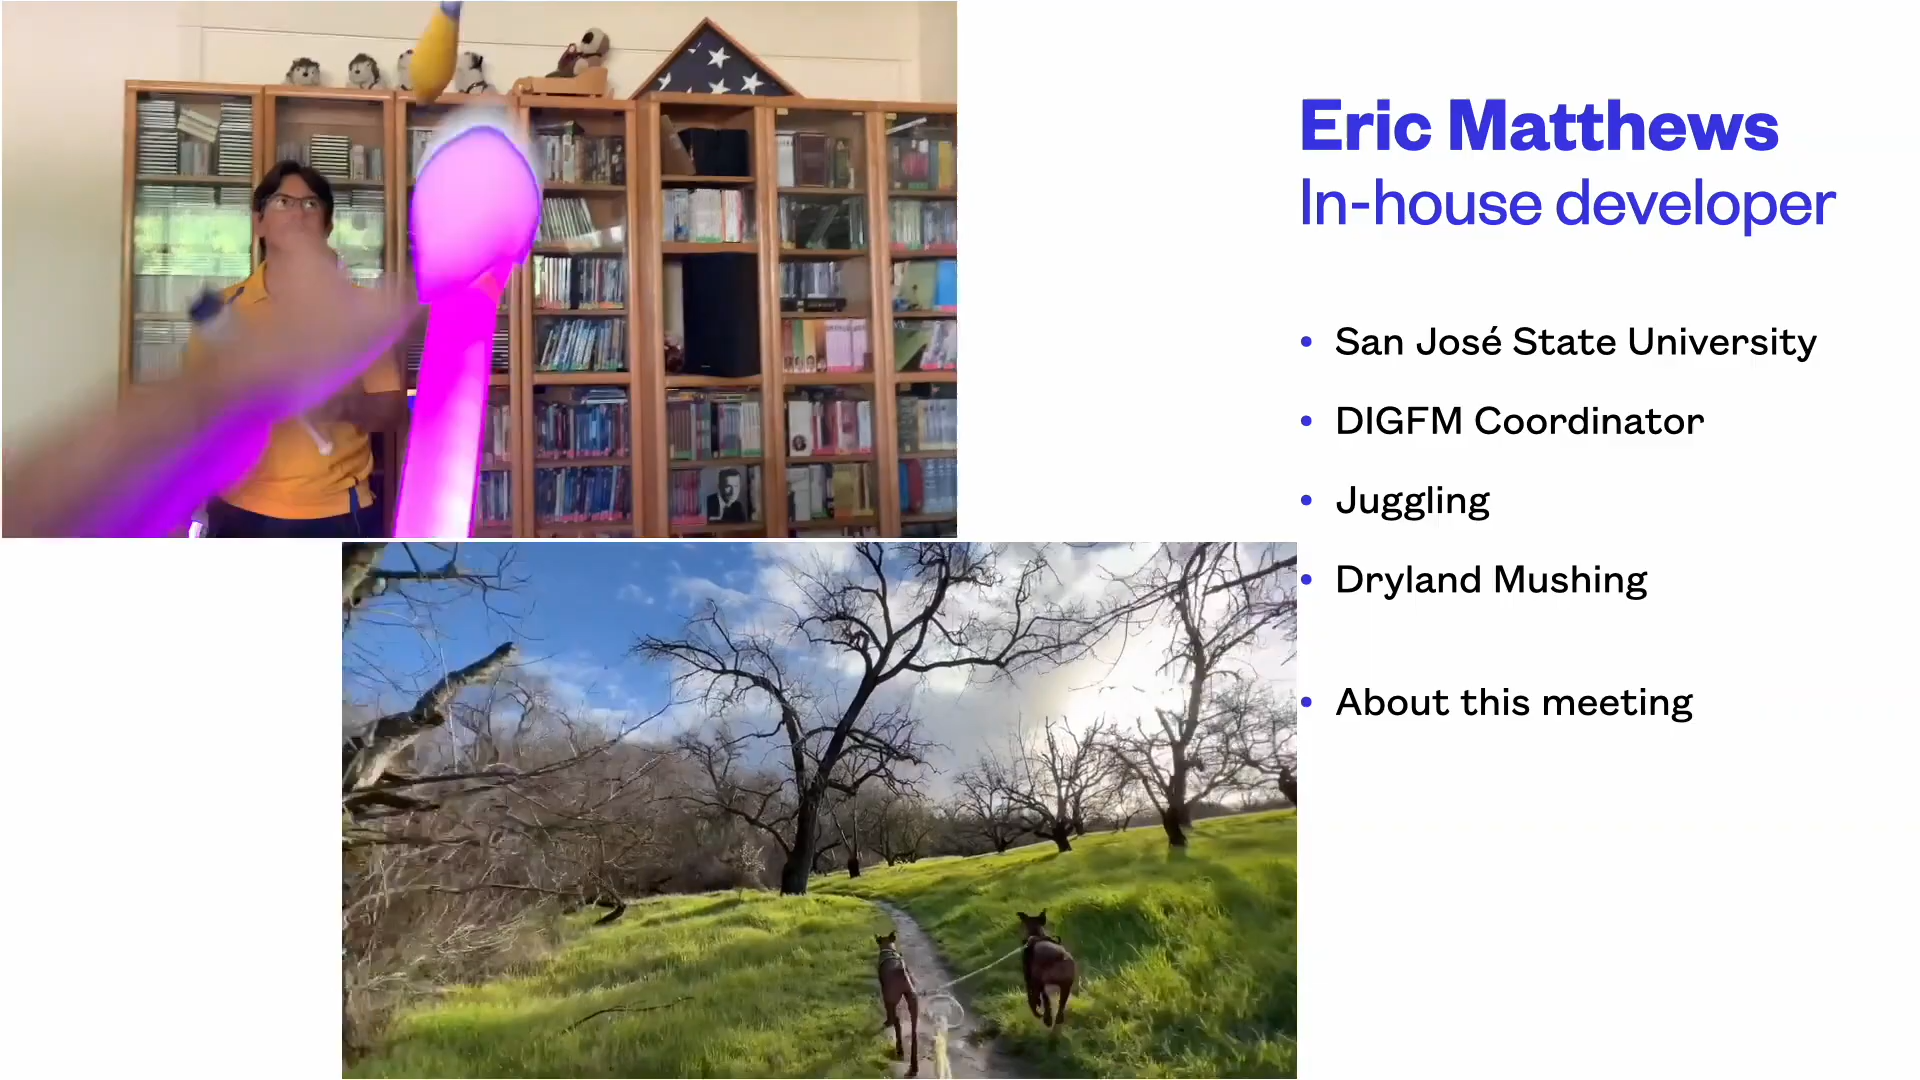 Eric Matthews
In-house developer
• San José State University
• DIGFM Coordinator
• Juggling
• Dryland Mushing
• About this meeting